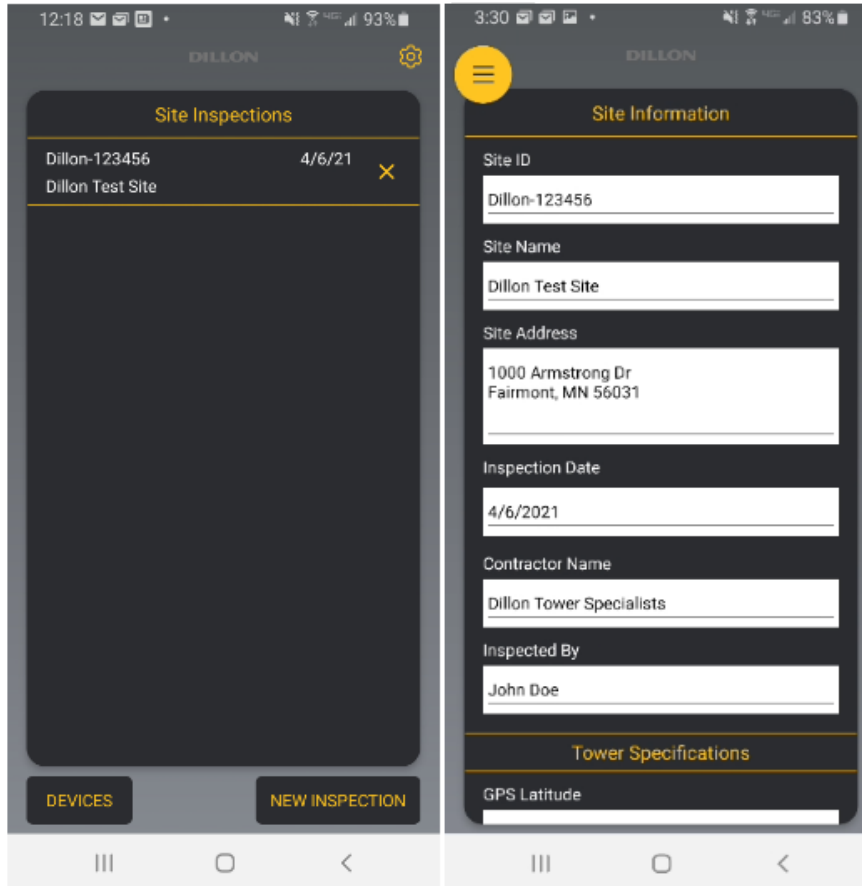 12:18
93%
DILLON
Site Inspections
Dillon-123456 4/6/21
Dillon Test Site
DEVICES
NEW INSPECTION
3:30
83%
DILLON
Site Information
Site ID
Dillon-123456
Site Name
Dillon Test Site
Site Address
1000 Armstrong Dr
Fairmont, MN 56031
Inspection Date
4/6/2021
Contractor Name
Dillon Tower Specialists
Inspected By
John Doe
Tower Specifications
GPS Latitude